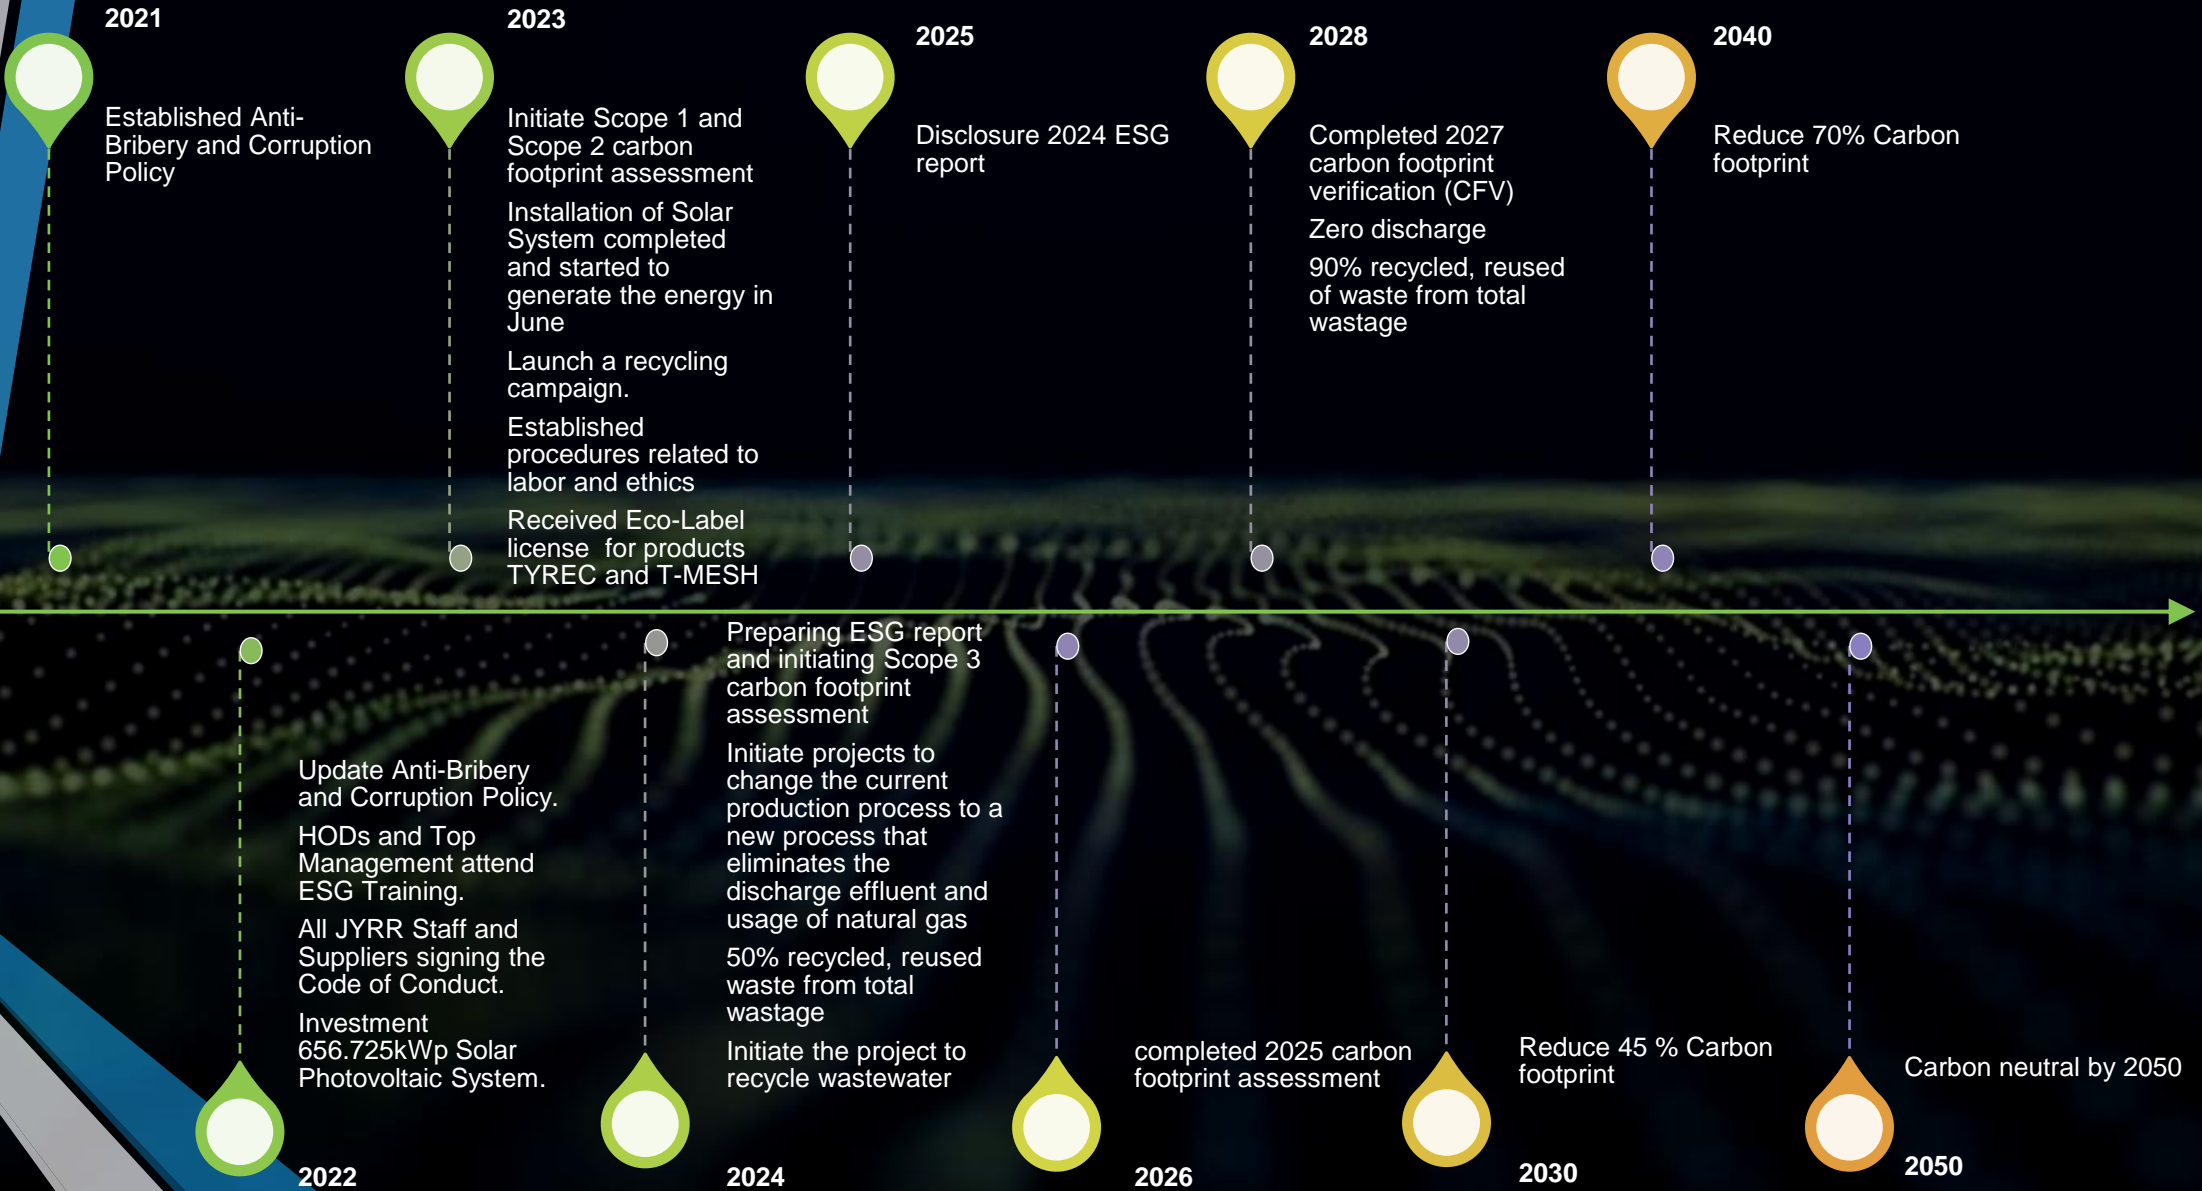 2021
Established Anti-
Bribery and Corruption
Policy
2023
Initiate Scope 1 and
Scope 2 carbon
footprint assessment
Installation of Solar
System completed
and started to
generate the energy in
June
Launch a recycling
campaign.
Established
procedures related to
labor and ethics
Received Eco-Label
license  for products
TYREC and T-MESH
2025
Disclosure 2024 ESG
report
2028
Completed 2027
carbon footprint
verification (CFV)
Zero discharge
90% recycled, reused
of waste from total
wastage
2040
Reduce 70% Carbon
footprint
Update Anti-Bribery
and Corruption Policy.
HODs and Top
Management attend
ESG Training.
All JYRR Staff and
Suppliers signing the
Code of Conduct.
Investment
656.725kWp Solar
Photovoltaic System.
2022
Preparing ESG report
and initiating Scope 3
carbon footprint
assessment
Initiate projects to
change the current
production process to a
new process that
eliminates the
discharge effluent and
usage of natural gas
50% recycled, reused
waste from total
wastage
Initiate the project to
recycle wastewater
2024
completed 2025 carbon
footprint assessment
2026
Reduce 45 % Carbon
footprint
2030
Carbon neutral by 2050
2050